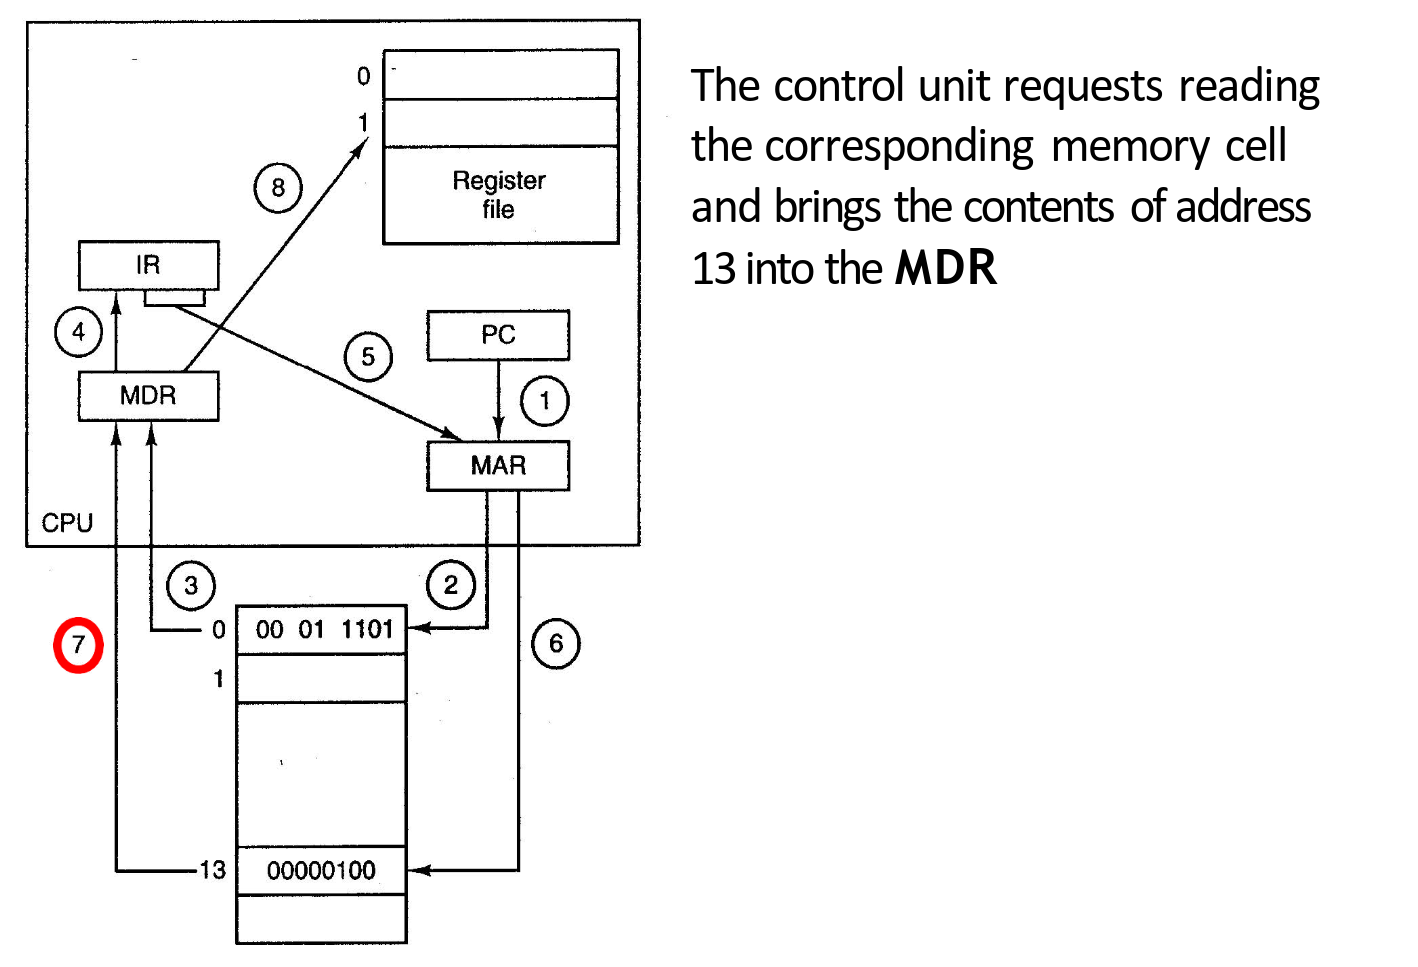 The control unit requests reading
the corresponding memory cell
and brings the contents of address
13 into the MDR
0
1
Register
file
8
IR
4
5
PC
MDR
1
MAR
CPU
3
2
0
00 01 1101
7
6
1
13
00000100